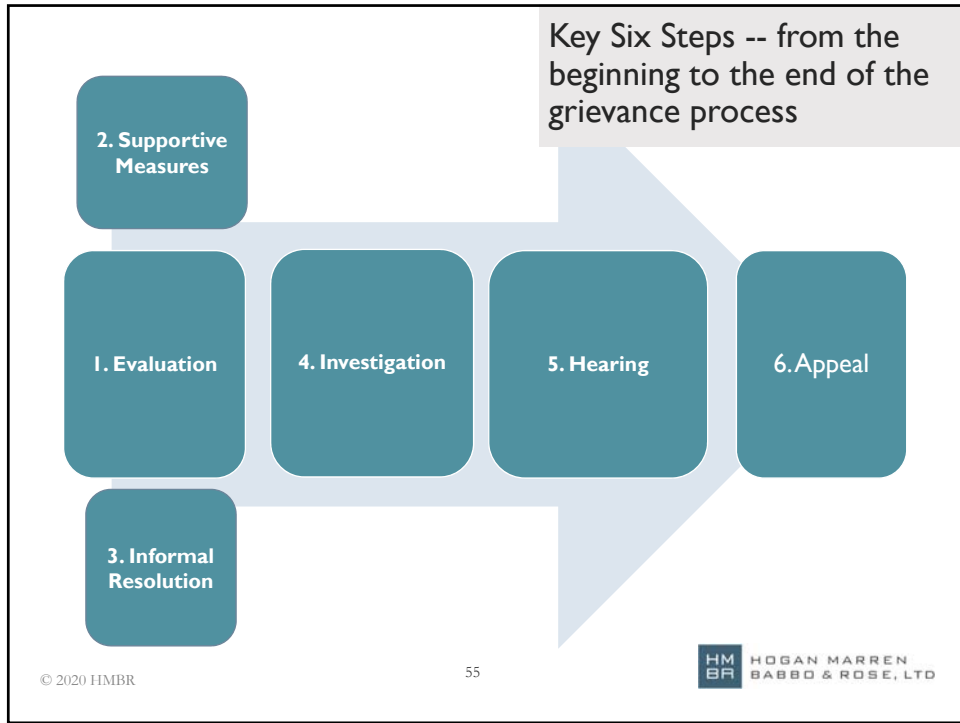 Key Six Steps -- from the
beginning to the end of the
grievance process
2. Supportive
Measures
1. Evaluation
4. Investigation
5. Hearing
6. Appeal
3. Informal
Resolution
© 2020 HMBR
55
HM
BR
HOGAN MARREN
BABBO & ROSE, LTD